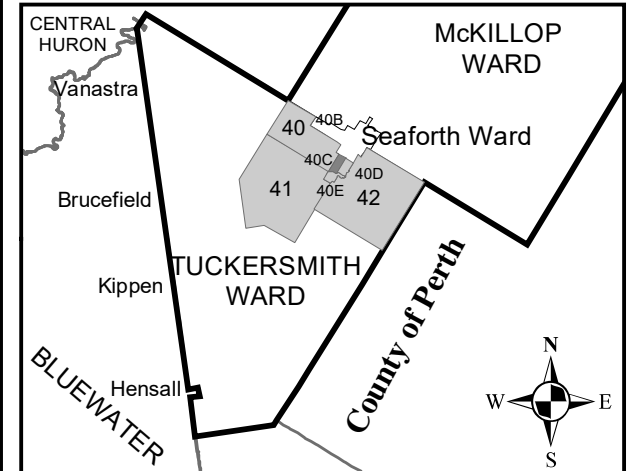 CENTRAL
HURON
McKILLOP
WARD
Vanastra
40
40B
Seaforth Ward
40C
40D
41
40E
42
Brucefield
TUCKERSMITH
WARD
Kippen
County of Perth
BLUEWATER
Hensall
N
W
E
S